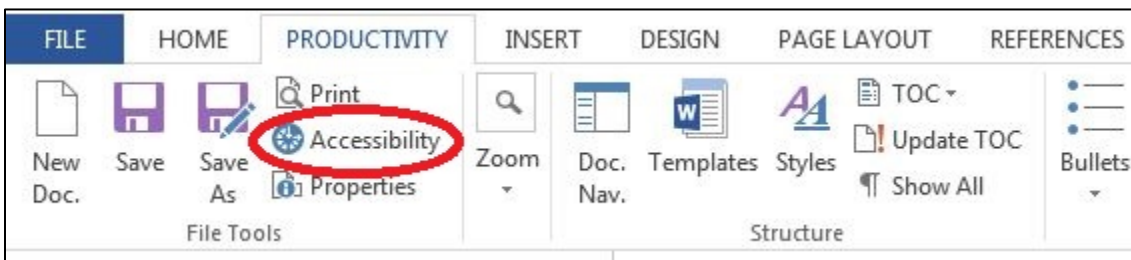 FILE HOME PRODUCTIVITY INSERT DESIGN PAGE LAYOUT REFERENCES
New
Doc.
Save
Save
As
Print
Accessibility
Properties
File Tools
Zoom
Doc.
Nav.
W
Templates
AA
Styles
TOC
Update TOC
¶ Show All
Structure
Bullets